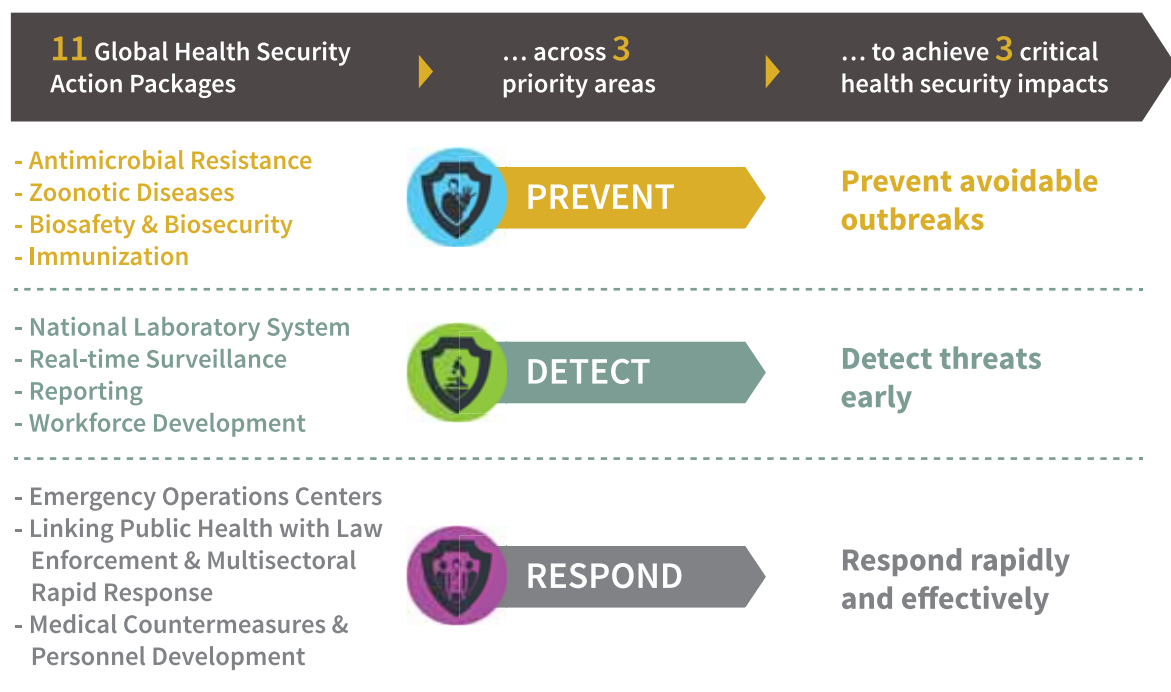 11 Global Health Security
Action Packages
... across 3
priority areas
... to achieve 3 critical
health security impacts
- Antimicrobial Resistance
- Zoonotic Diseases
- Biosafety & Biosecurity
- Immunization
PREVENT
Prevent avoidable
outbreaks
- National Laboratory System
- Real-time Surveillance
- Reporting
- Workforce Development
DETECT
Detect threats
early
- Emergency Operations Centers
- Linking Public Health with Law
Enforcement & Multisectoral
Rapid Response
- Medical Countermeasures &
Personnel Development
RESPOND
Respond rapidly
and effectively